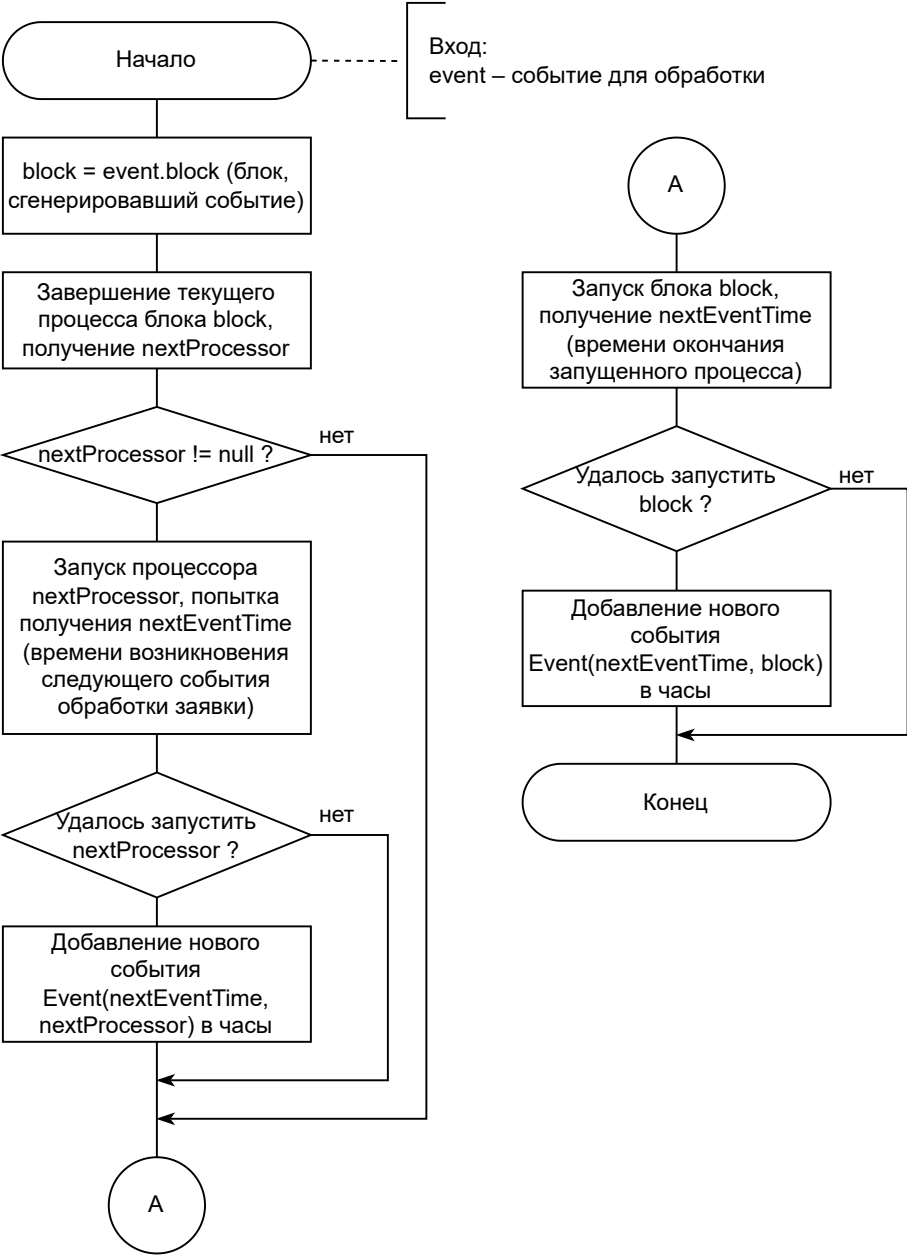 Начало
Вход:
event – событие для обработки
block = event.block (блок,
сгенерировавший событие)
Завершение текущего
процесса блока block,
получение nextProcessor
nextProcessor != null ?
нет
Запуск процессора
nextProcessor, попытка
получения nextEventTime
(времени возникновения
следующего события
обработки заявки)
Удалось запустить
nextProcessor ?
нет
Добавление нового
события
Event(nextEventTime,
nextProcessor) в часы
А
А
Запуск блока block,
получение nextEventTime
(времени окончания
запущенного процесса)
Удалось запустить
block ?
нет
Добавление нового
события
Event(nextEventTime, block)
в часы
Конец